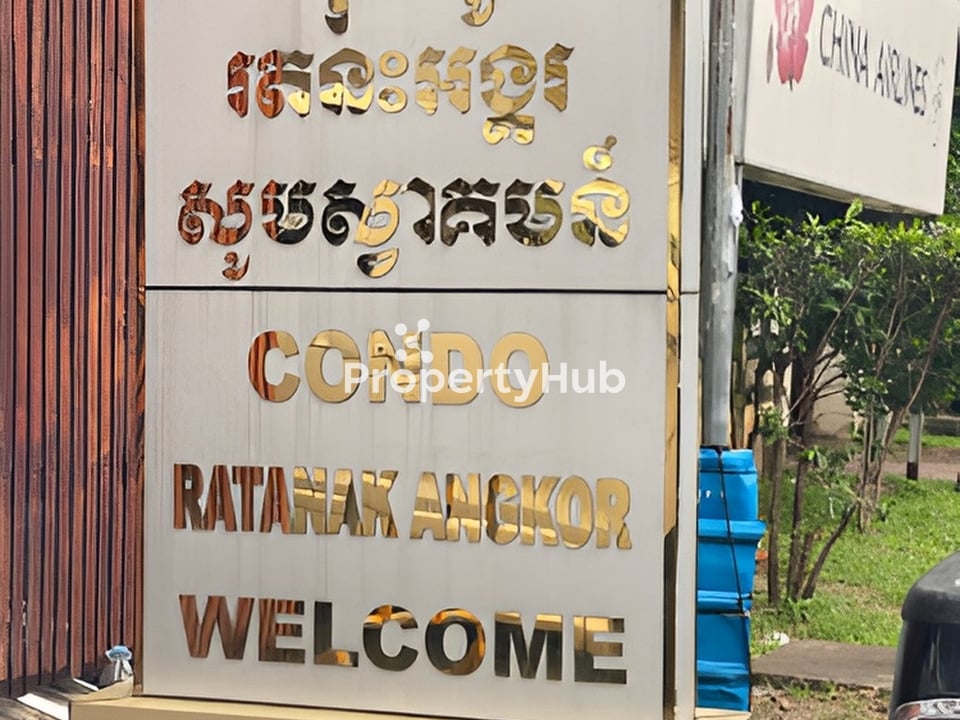 រតនះអង្គរ
សូមស្វាគមន៍
CHINA AIRLINES
CONDO
PropertyHub
RATANAK ANGKOR
WELCOME